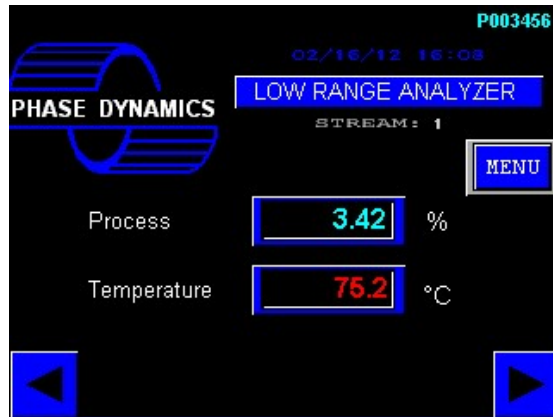 P003456
02/16/12 16:08
PHASE DYNAMICS
LOW RANGE ANALYZER
STREAM: 1
MENU
Process 3.42 %
Temperature 75.2 °C